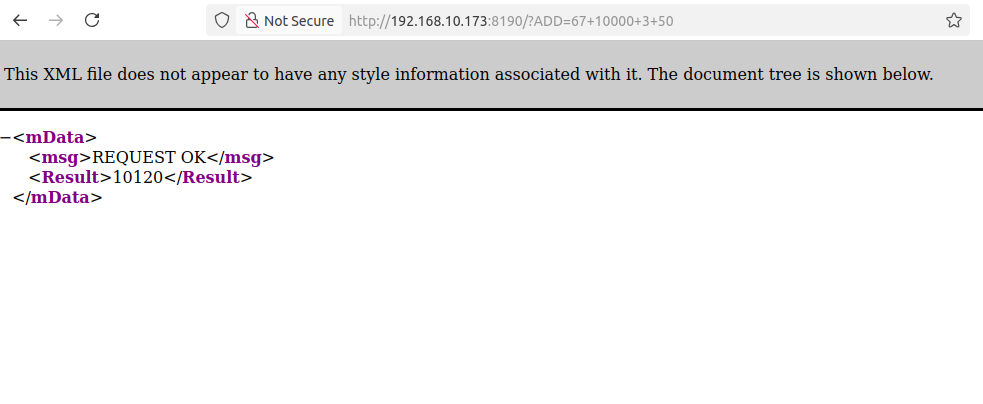 Not Secure http://192.168.10.173:8190/?ADD=67+10000+3+50
This XML file does not appear to have any style information associated with it. The document tree is shown below.
−<mData>
<msg>REQUEST OK</msg>
<Result>10120</Result>
</mData>